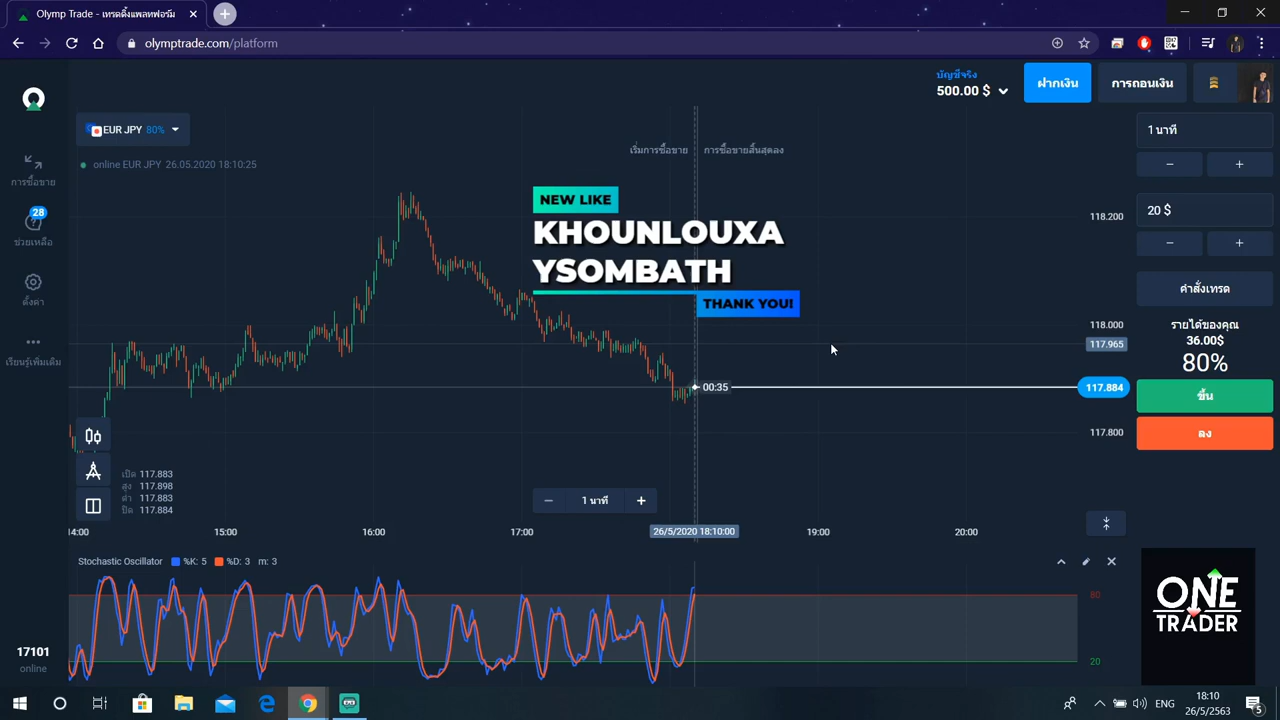 Olymp Trade - เทรดดิ้งแพลทฟอร์ม
olymptrade.com/platform
บัญชีจริง
500.00 $
ฝากเงิน
การถอนเงิน
EUR JPY 80%
online EUR JPY 26.05.2020 18:10:25
เริ่มการซื้อขาย
การซื้อขายสิ้นสุดลง
1 นาที
20 $
คำสั่งเทรด
รายได้ของคุณ
36.00$
80%
ขึ้น
ลง
การซื้อขาย
28
ช่วยเหลือ
ตั้งค่า
เรียนรู้เพิ่มเติม
NEW LIKE
KHOUNLOUXA
YSOMBATH
THANK YOU!
118.200
118.000
117.965
117.884
117.800
00:35
เปิด 117.883
สูง 117.898
ต่ำ 117.883
ปิด 117.884
1 นาที
14:00
15:00
16:00
17:00
26/5/2020 18:10:00
19:00
20:00
Stochastic Oscillator %K: 5 %D: 3 m: 3
80
20
ONE
TRADER
17101
online
ENG
18:10
26/5/2563
5